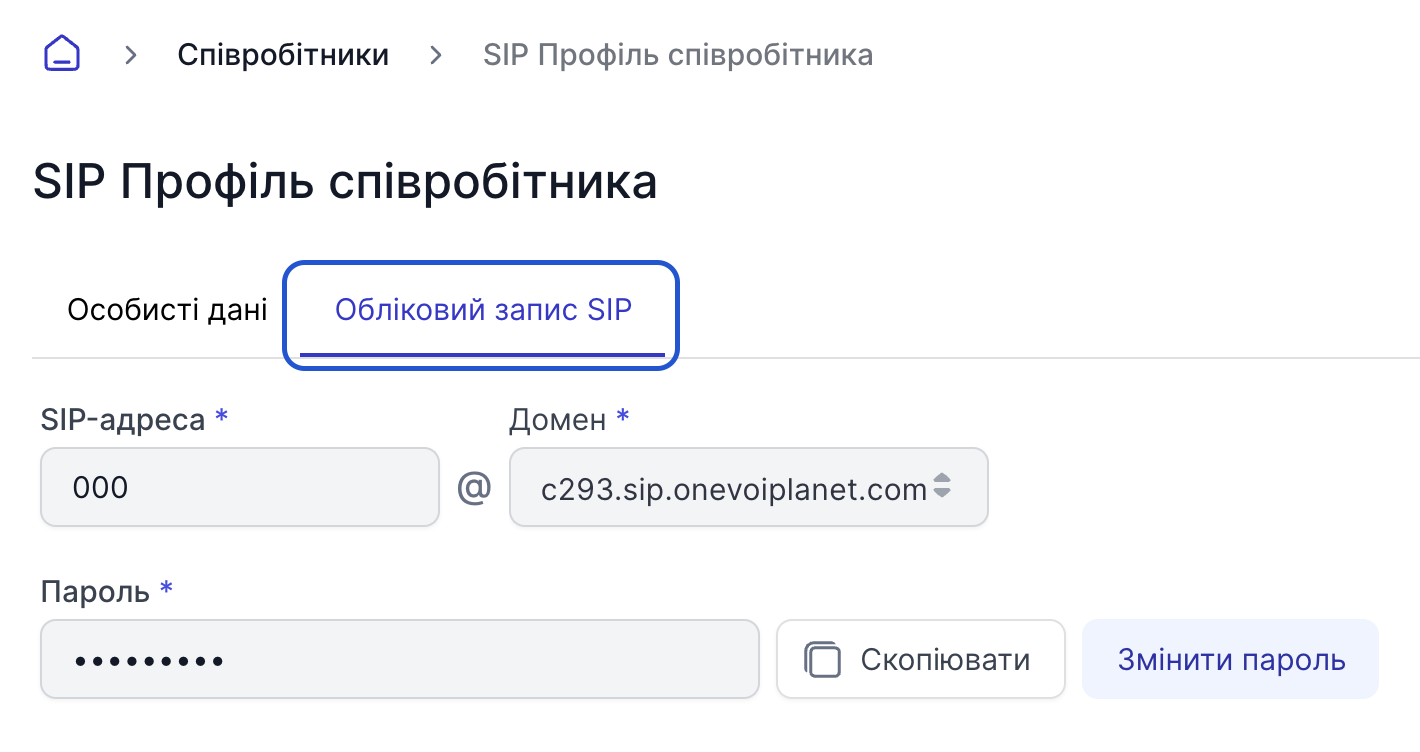 Співробітники SIP Профіль співробітника
SIP Профіль співробітника
Особисті дані Обліковий запис SIP
SIP-адреса * Домен *
000 @ c293.sip.onevoiplanet.com
Пароль *
••••••••• Скопіювати Змінити пароль